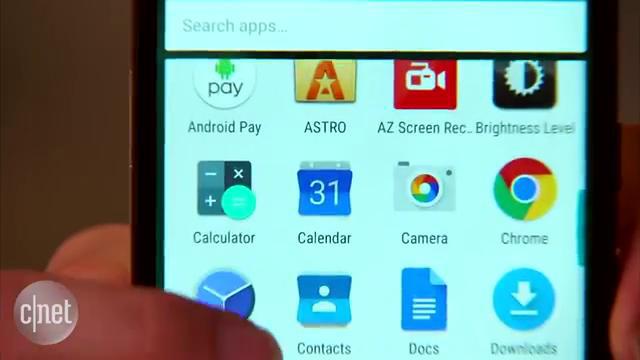 Search apps...
pay
Android Pay
ASTRO
AZ Screen Rec..
Brightness Level
31
Calculator
Calendar
Camera
Chrome
Contacts
Docs
Downloads
c|net